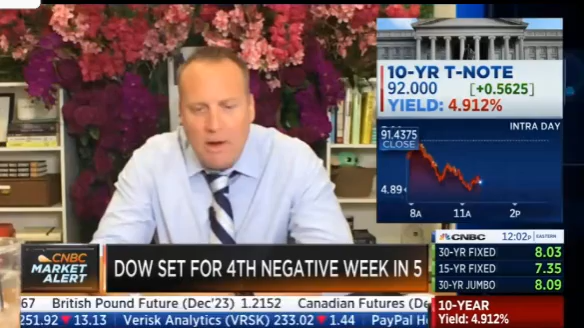 10-YR T-NOTE
92.000 [+0.5625]
YIELD: 4.912%
INTRA DAY
91.4375
CLOSE
4.89
8A 11A 2P
CNBC 12:02P EASTERN
30-YR FIXED 8.03
15-YR FIXED 7.35
30-YR JUMBO 8.09
10-YEAR
Yield: 4.912%
CNBC
MARKET
ALERT
DOW SET FOR 4TH NEGATIVE WEEK IN 5
67 British Pound Future (Dec'23) 1.2152 Canadian Futures (De
251.92 ▼ 13.13 Verisk Analytics (VRSK) 233.02 ▼ 1.44 PayPal H